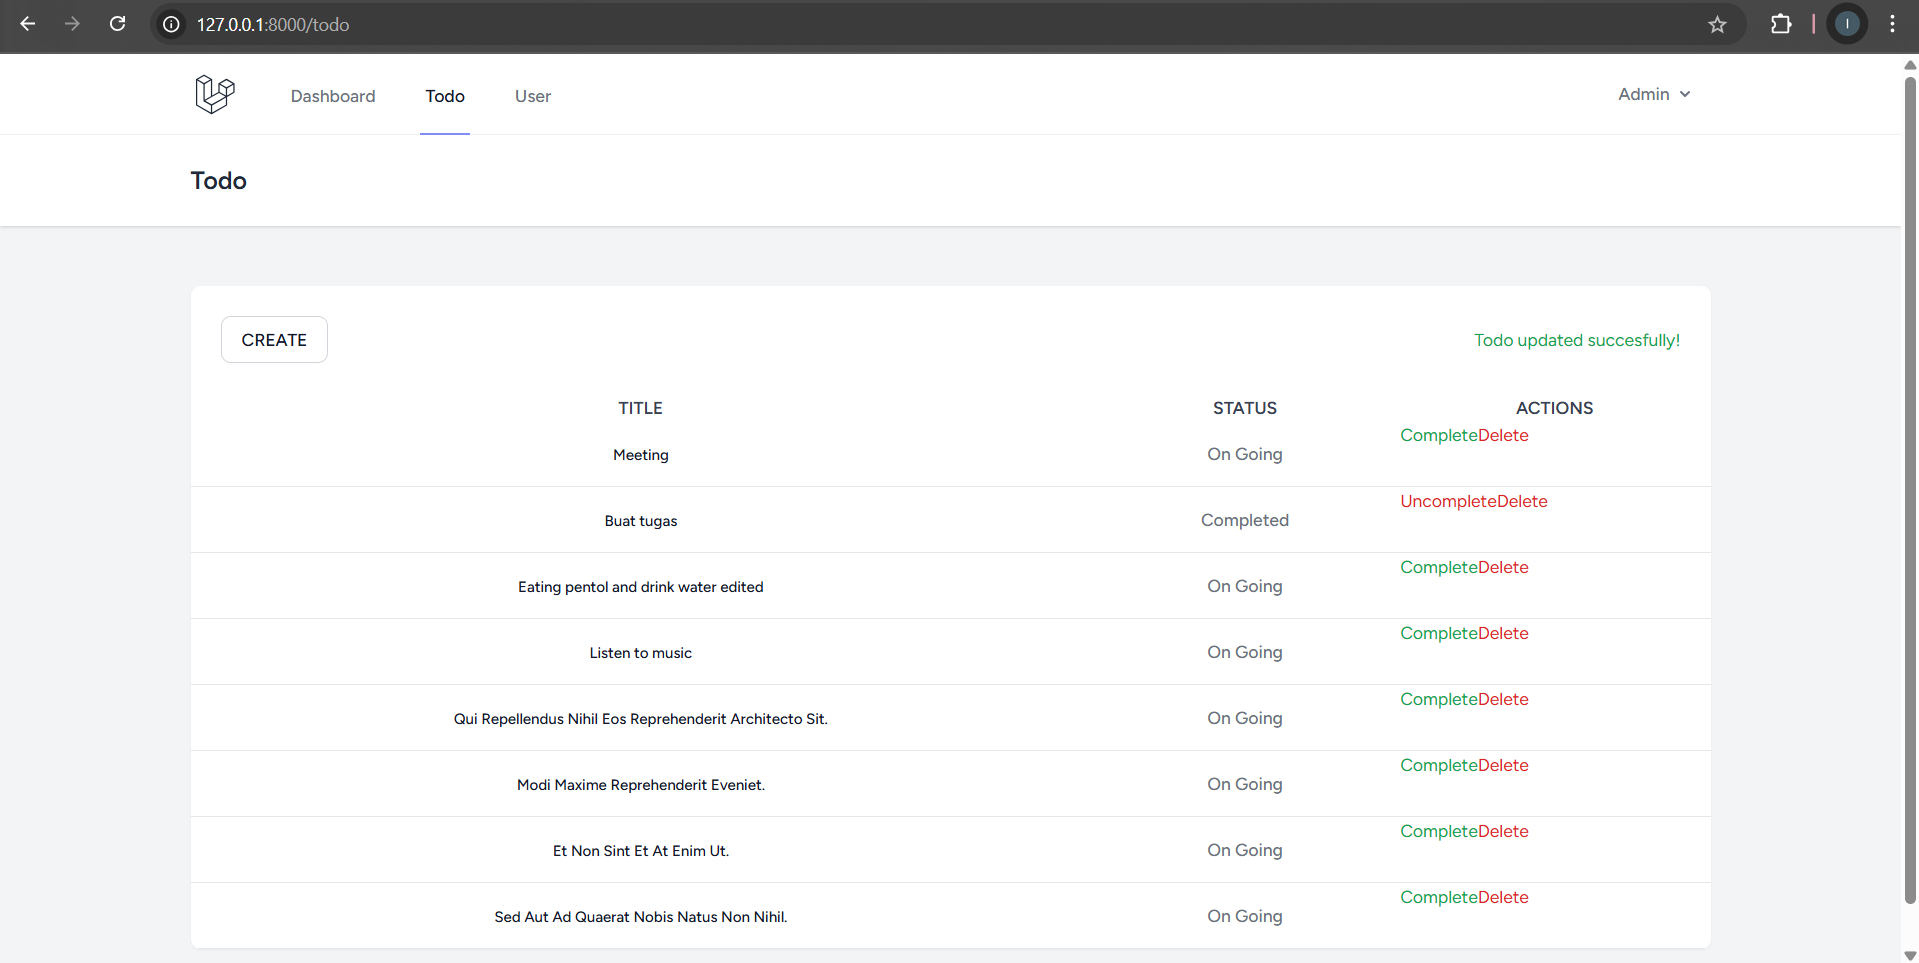 127.0.0.1:8000/todo
I
Dashboard Todo User Admin
Todo
CREATE Todo updated succesfully!
TITLE STATUS ACTIONS
Meeting On Going CompleteDelete
Buat tugas Completed UncompleteDelete
Eating pentol and drink water edited On Going CompleteDelete
Listen to music On Going CompleteDelete
Qui Repellendus Nihil Eos Reprehenderit Architecto Sit. On Going CompleteDelete
Modi Maxime Reprehenderit Eveniet. On Going CompleteDelete
Et Non Sint Et At Enim Ut. On Going CompleteDelete
Sed Aut Ad Quaerat Nobis Natus Non Nihil. On Going CompleteDelete